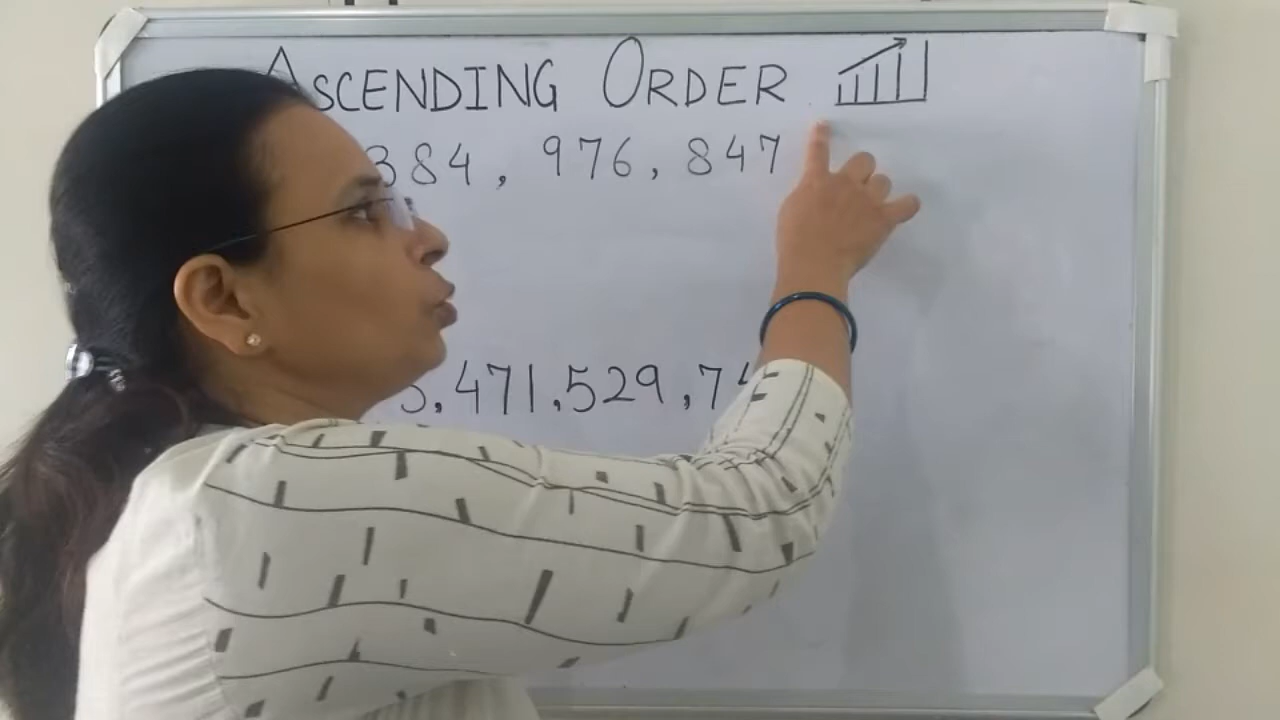 ASCENDING ORDER
384, 976, 847
471, 529,